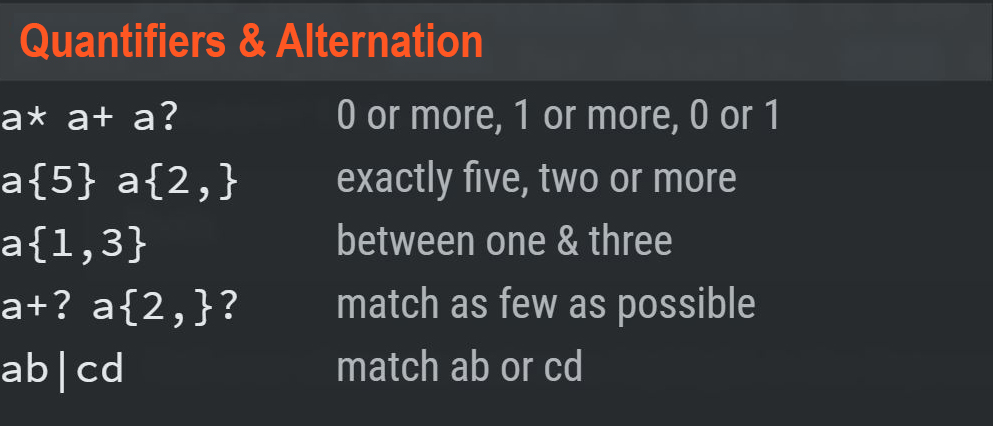 Quantifiers & Alternation
a* a+ a? 0 or more, 1 or more, 0 or 1
a{5} a{2,} exactly five, two or more
a{1,3} between one & three
a+? a{2,}? match as few as possible
ab|cd match ab or cd